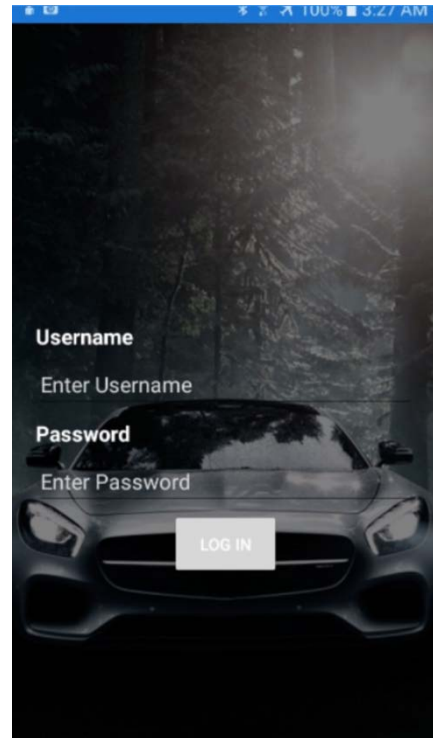 100% 3:27 AM
Username
Enter Username
Password
Enter Password
LOG IN